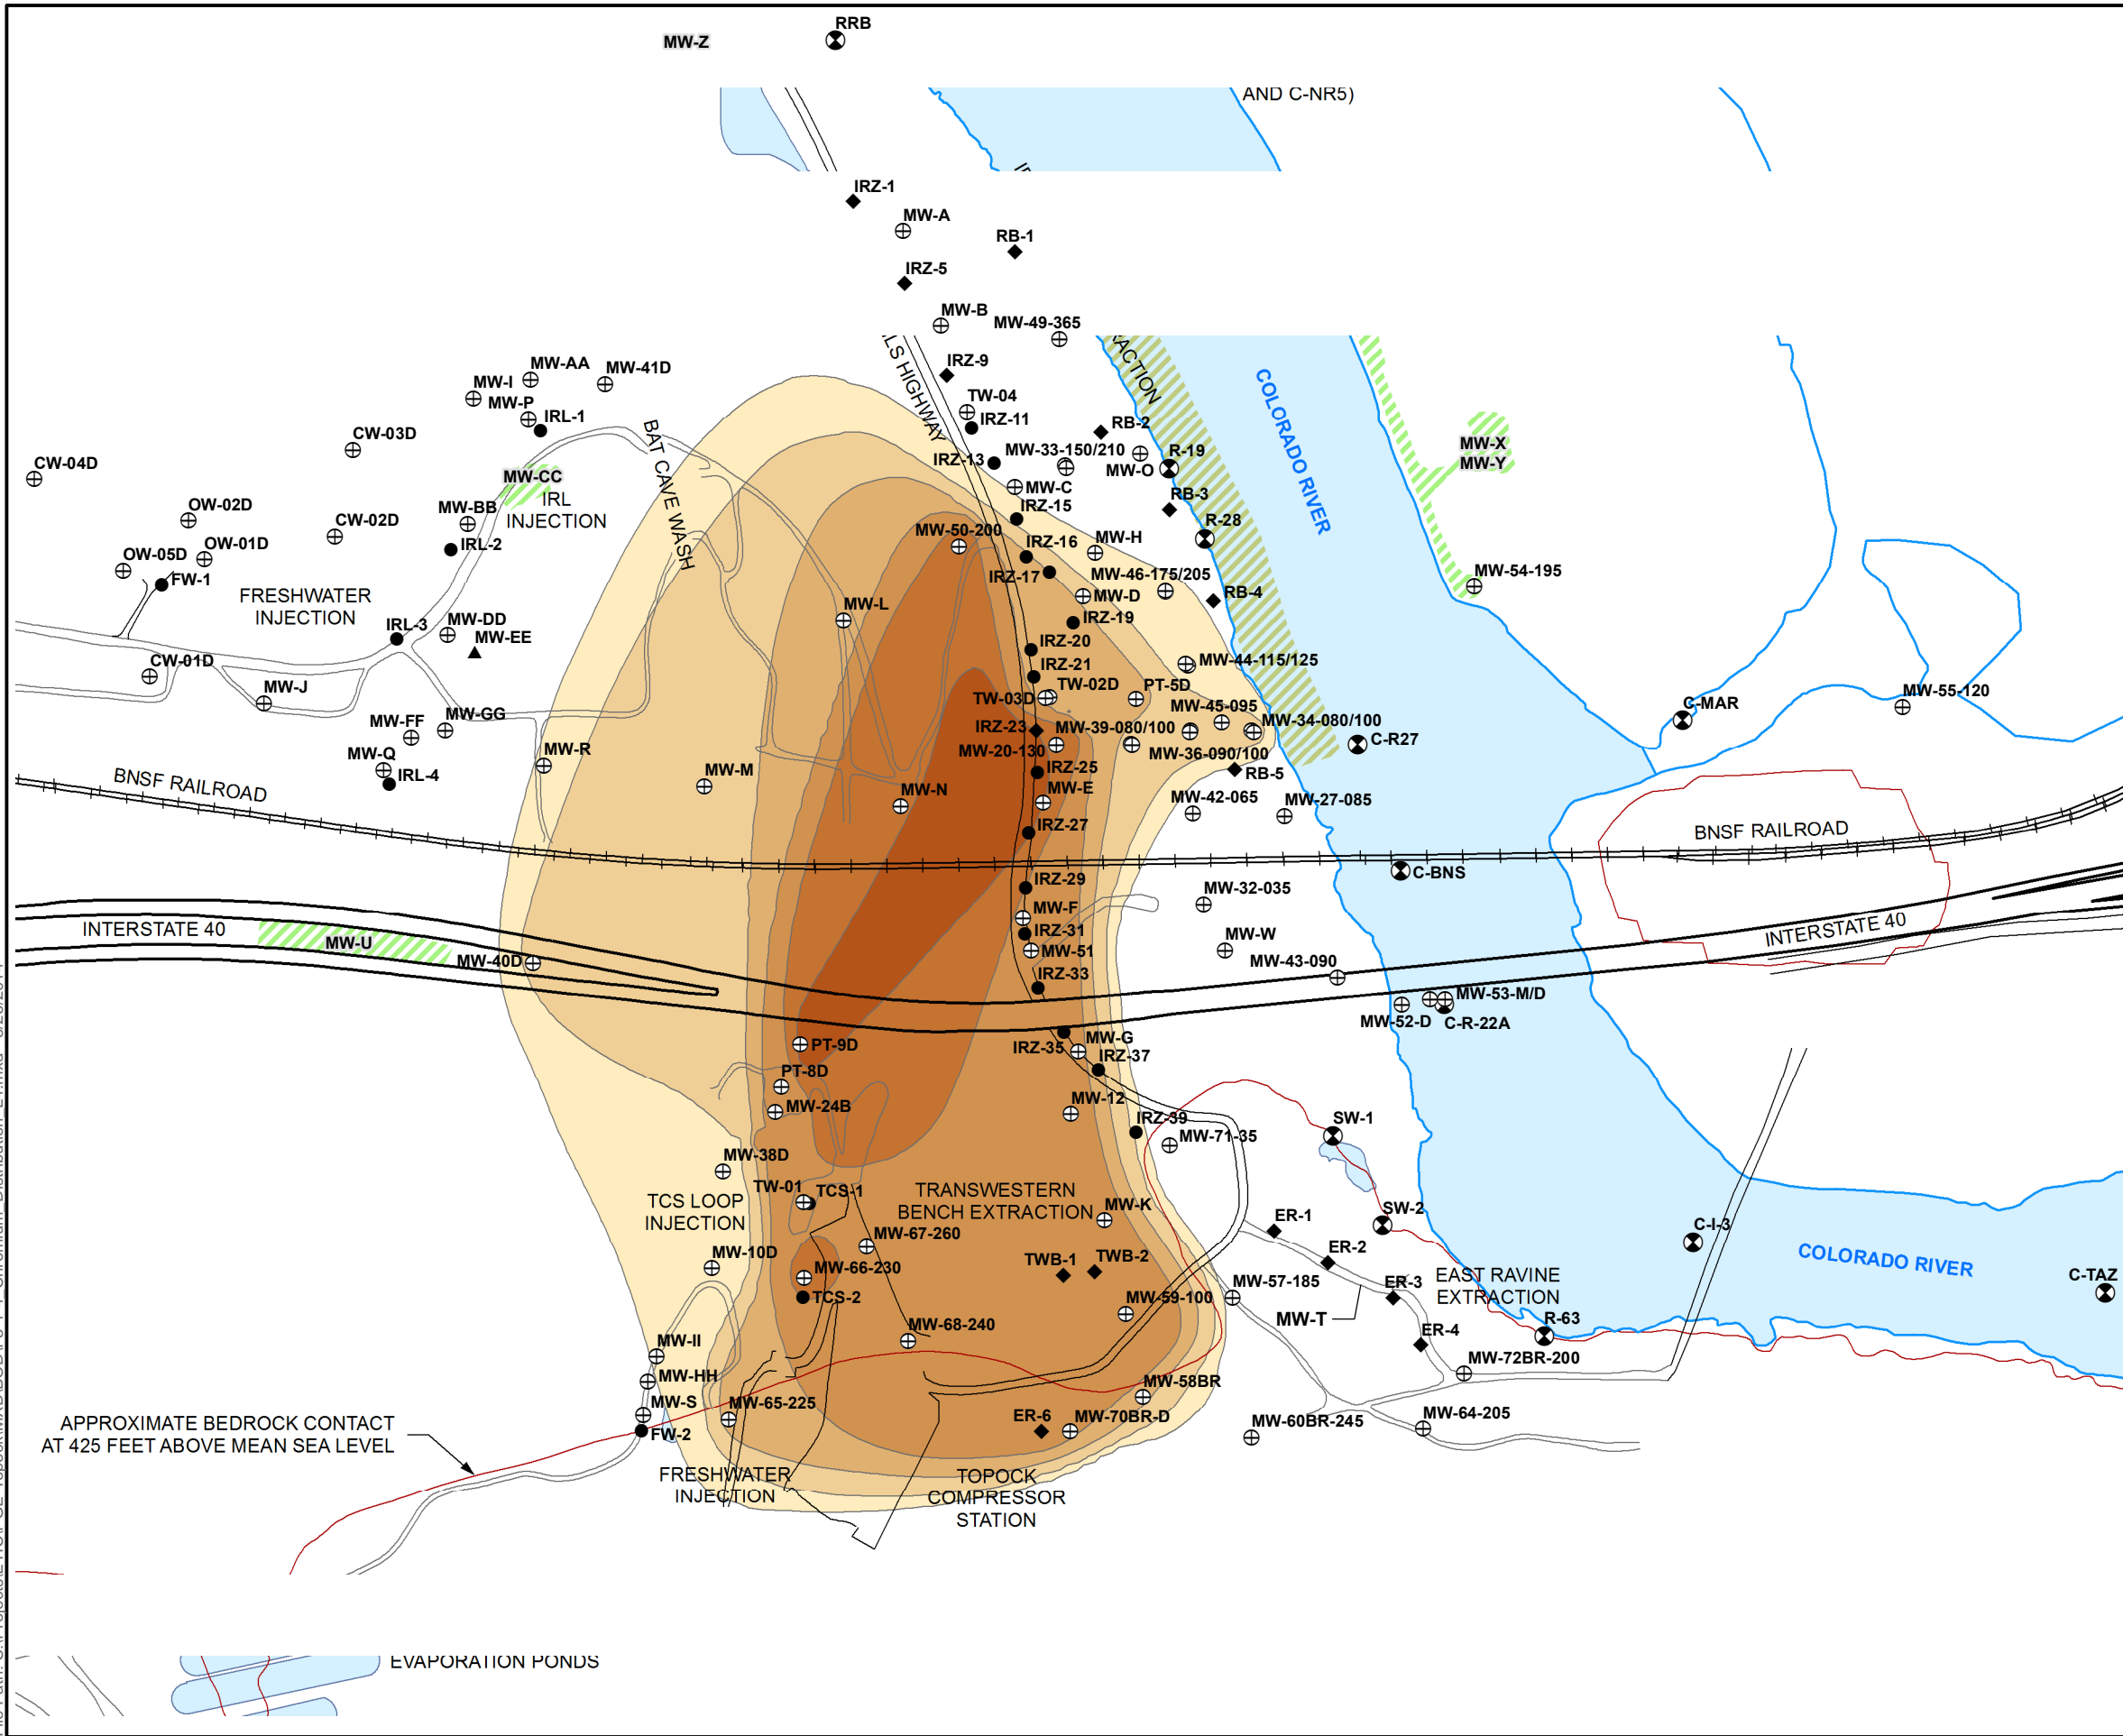 RRB
MW-Z
AND C-NR5)
IRZ-1
MW-A
RB-1
IRZ-5
MW-B
MW-49-365
LS HIGHWAY
ACTION
IRZ-9
MW-AA
MW-41D
MW-I
MW-P
IRL-1
TW-04
IRZ-11
RB-2
COLORADO RIVER
BAT CAVE WASH
CW-03D
MW-33-150/210
R-19
MW-X
MW-Y
CW-04D
IRZ-13
MW-O
MW-CC
IRL
INJECTION
MW-C
RB-3
IRZ-15
OW-02D
CW-02D
MW-BB
R-28
MW-50-200
IRZ-16
MW-H
OW-01D
OW-05D
IRL-2
FW-1
IRZ-17
MW-46-175/205
MW-54-195
FRESHWATER
INJECTION
MW-D
RB-4
MW-L
IRZ-19
IRL-3
MW-DD
MW-EE
IRZ-20
CW-01D
IRZ-21
MW-44-115/125
MW-J
TW-02D
PT-5D
TW-03D
MW-55-120
C-MAR
MW-45-095
MW-FF
MW-GG
IRZ-23
MW-39-080/100
MW-34-080/100
C-R27
MW-20-130
MW-36-090/100
MW-Q
IRL-4
MW-R
MW-M
IRZ-25
RB-5
BNSF RAILROAD
MW-N
MW-E
MW-42-065
MW-27-085
IRZ-27
BNSF RAILROAD
C-BNS
IRZ-29
MW-32-035
MW-F
INTERSTATE 40
MW-U
IRZ-31
MW-W
INTERSTATE 40
MW-40D
MW-51
MW-43-090
IRZ-33
MW-53-M/D
MW-52-D
C-R-22A
PT-9D
IRZ-35
MW-G
IRZ-37
PT-8D
MW-24B
MW-12
IRZ-39
SW-1
MW-71-35
MW-38D
TW-01
TCS-1
TCS LOOP
INJECTION
TRANSWESTERN
BENCH EXTRACTION
MW-K
SW-2
ER-1
C-I-3
MW-67-260
MW-10D
TWB-1
TWB-2
ER-2
COLORADO RIVER
MW-66-230
TCS-2
MW-57-185
ER-3
EAST RAVINE
EXTRACTION
C-TAZ
MW-59-100
MW-T
R-63
MW-68-240
ER-4
MW-II
MW-72BR-200
MW-HH
MW-58BR
MW-S
MW-65-225
FW-2
ER-6
MW-70BR-D
MW-60BR-245
MW-64-205
APPROXIMATE BEDROCK CONTACT
AT 425 FEET ABOVE MEAN SEA LEVEL
FRESHWATER
INJECTION
TOPOCK
COMPRESSOR
STATION
EVAPORATION PONDS